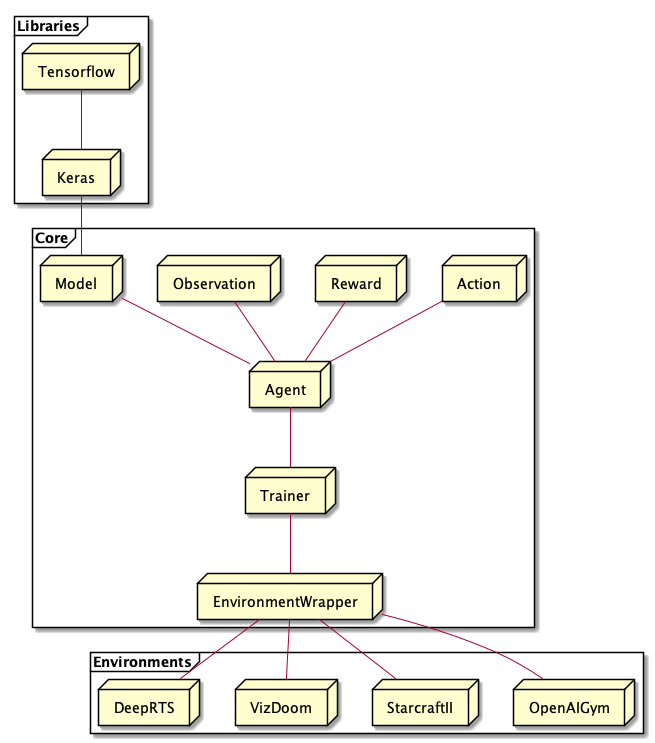 Libraries
Tensorflow
Keras
Core
Model
Observation
Reward
Action
Agent
Trainer
EnvironmentWrapper
Environments
DeepRTS
VizDoom
StarcraftII
OpenAIGym